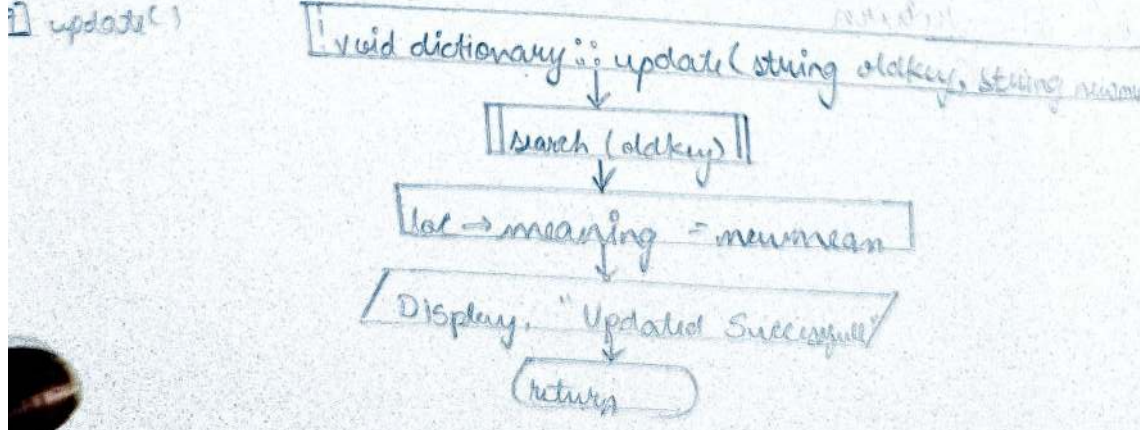 update()
void dictionary :: update(string oldkey, string
search (oldkey)
loc → meaning = newmean
Display, "Updated Successfull"
return